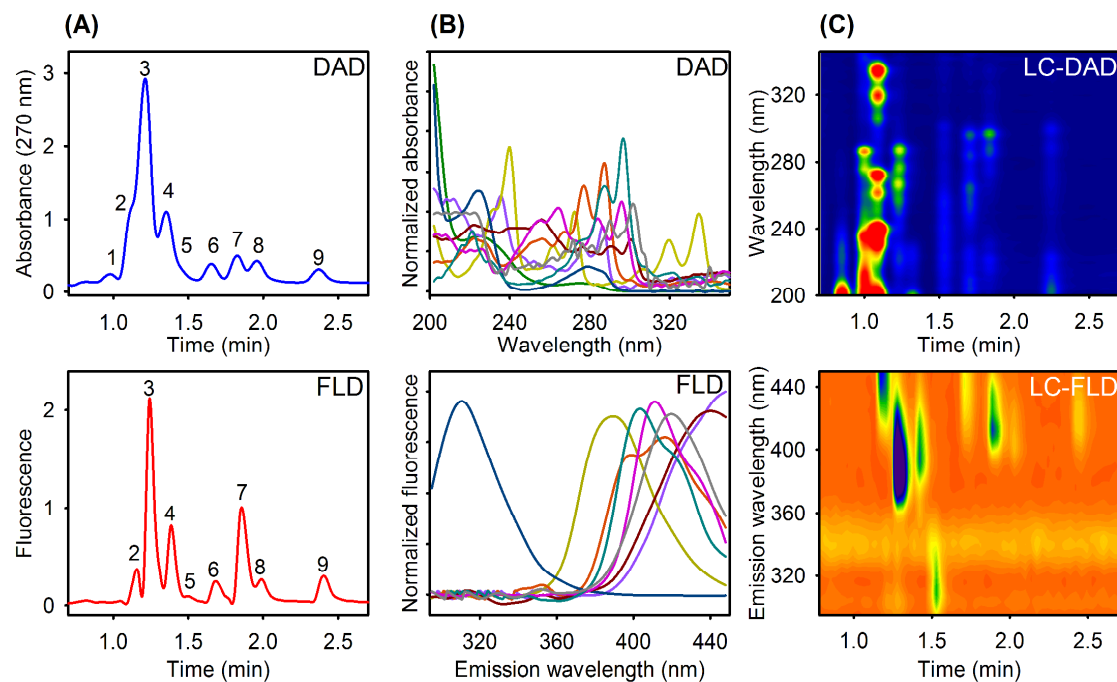 (A) (B) (C)
DAD
Absorbance (270 nm)
3
2
1
0
1 2 3 4 5 6 7 8 9
1.0 1.5 2.0 2.5
Time (min)
DAD
Normalized absorbance
200 240 280 320
Wavelength (nm)
LC-DAD
Wavelength (nm)
320
280
240
200
1.0 1.5 2.0 2.5
Time (min)
FLD
Fluorescence
2
1
0
2 3 4 5 6 7 8 9
1.0 1.5 2.0 2.5
Time (min)
FLD
Normalized fluorescence
320 360 400 440
Emission wavelength (nm)
LC-FLD
Emission wavelength (nm)
440
400
360
320
1.0 1.5 2.0 2.5
Time (min)